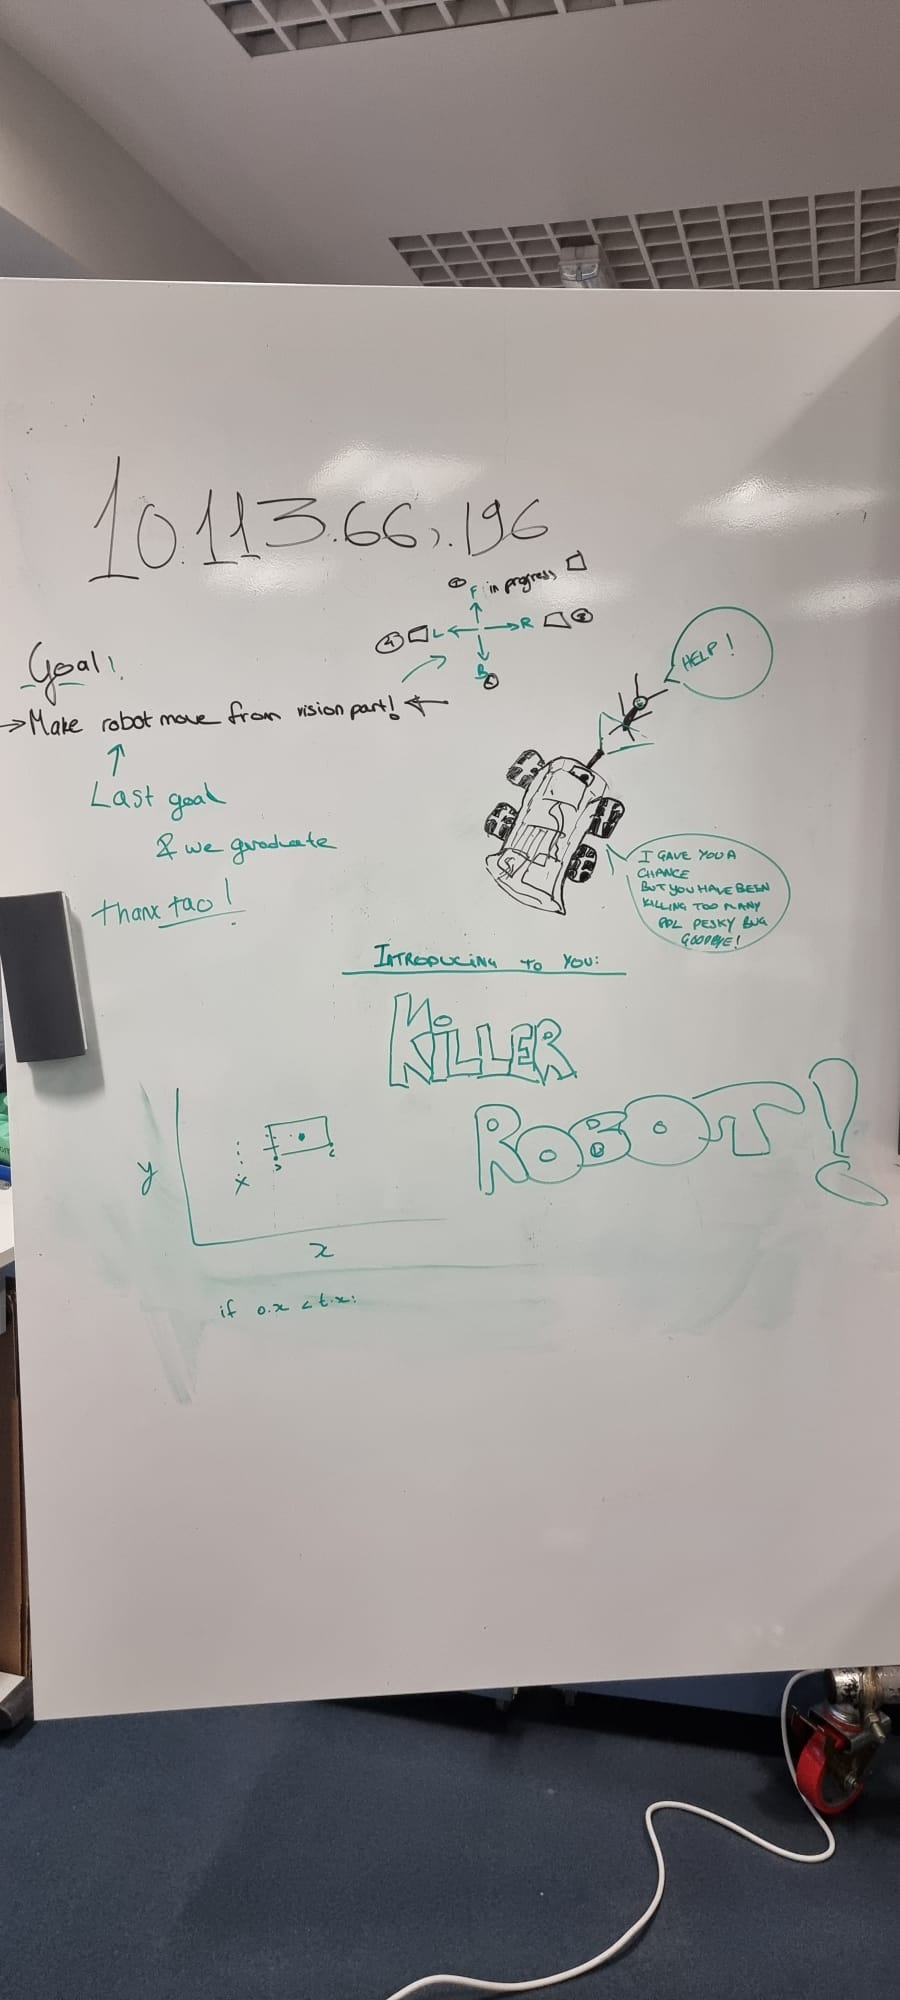 10.113.66.196
① F in progress
④ L R ③
B ②
Goal!
→ Make robot move from vision part! ←
HELP!
Last goal
& we graduate
thanx tao!
I GAVE YOU A
CHANCE
BUT YOU HAVE BEEN
KILLING TOO MANY
PPL PESKY BUG
GOODBYE!
INTRODUCING TO YOU:
KILLER
ROBOT!
y
x
x
if o.x < t.x: